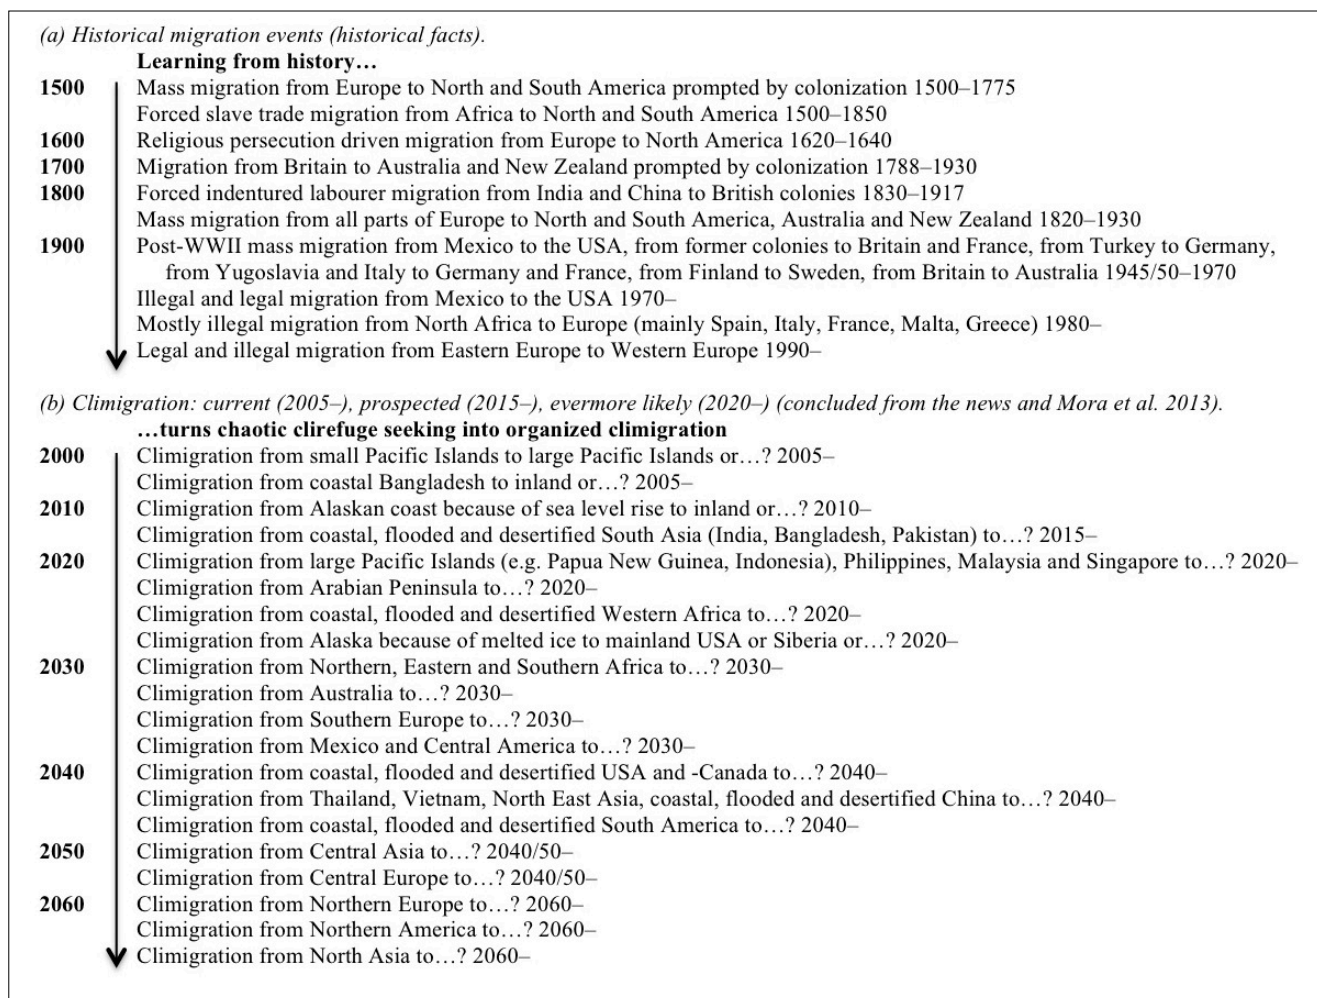 (a) Historical migration events (historical facts).
Learning from history…
1500 Mass migration from Europe to North and South America prompted by colonization 1500–1775
Forced slave trade migration from Africa to North and South America 1500–1850
1600 Religious persecution driven migration from Europe to North America 1620–1640
1700 Migration from Britain to Australia and New Zealand prompted by colonization 1788–1930
1800 Forced indentured labourer migration from India and China to British colonies 1830–1917
Mass migration from all parts of Europe to North and South America, Australia and New Zealand 1820–1930
1900 Post-WWII mass migration from Mexico to the USA, from former colonies to Britain and France, from Turkey to Germany,
from Yugoslavia and Italy to Germany and France, from Finland to Sweden, from Britain to Australia 1945/50–1970
Illegal and legal migration from Mexico to the USA 1970–
Mostly illegal migration from North Africa to Europe (mainly Spain, Italy, France, Malta, Greece) 1980–
Legal and illegal migration from Eastern Europe to Western Europe 1990–
(b) Climigration: current (2005–), prospected (2015–), evermore likely (2020–) (concluded from the news and Mora et al. 2013).
…turns chaotic clirefuge seeking into organized climigration
2000 Climigration from small Pacific Islands to large Pacific Islands or…? 2005–
Climigration from coastal Bangladesh to inland or…? 2005–
2010 Climigration from Alaskan coast because of sea level rise to inland or…? 2010–
Climigration from coastal, flooded and desertified South Asia (India, Bangladesh, Pakistan) to…? 2015–
2020 Climigration from large Pacific Islands (e.g. Papua New Guinea, Indonesia), Philippines, Malaysia and Singapore to…? 2020–
Climigration from Arabian Peninsula to…? 2020–
Climigration from coastal, flooded and desertified Western Africa to…? 2020–
Climigration from Alaska because of melted ice to mainland USA or Siberia or…? 2020–
2030 Climigration from Northern, Eastern and Southern Africa to…? 2030–
Climigration from Australia to…? 2030–
Climigration from Southern Europe to…? 2030–
Climigration from Mexico and Central America to…? 2030–
2040 Climigration from coastal, flooded and desertified USA and -Canada to…? 2040–
Climigration from Thailand, Vietnam, North East Asia, coastal, flooded and desertified China to…? 2040–
Climigration from coastal, flooded and desertified South America to…? 2040–
2050 Climigration from Central Asia to…? 2040/50–
Climigration from Central Europe to…? 2040/50–
2060 Climigration from Northern Europe to…? 2060–
Climigration from Northern America to…? 2060–
Climigration from North Asia to…? 2060–